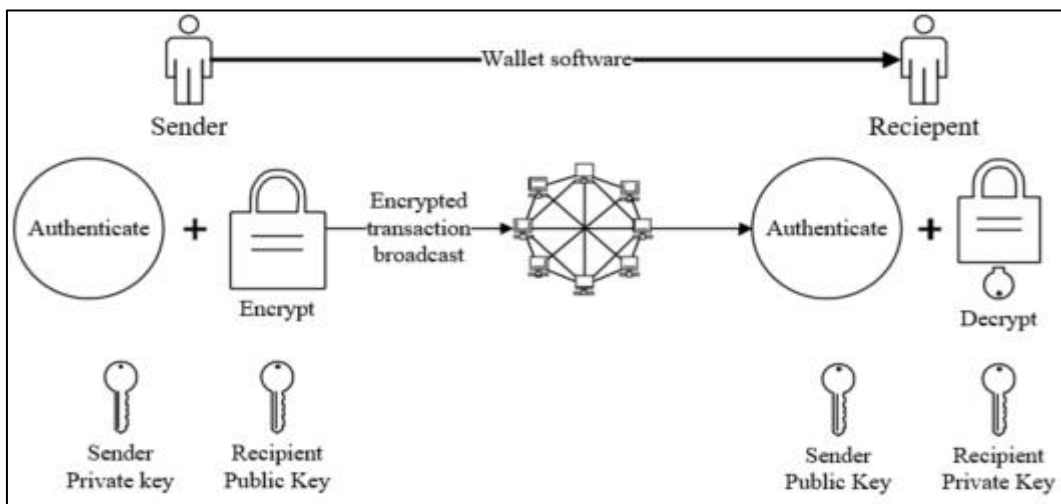 Wallet software
Sender
Reciepent
Authenticate
Encrypt
Encrypted
transaction
broadcast
Authenticate
Decrypt
Sender
Private key
Recipient
Public Key
Sender
Public Key
Recipient
Private Key